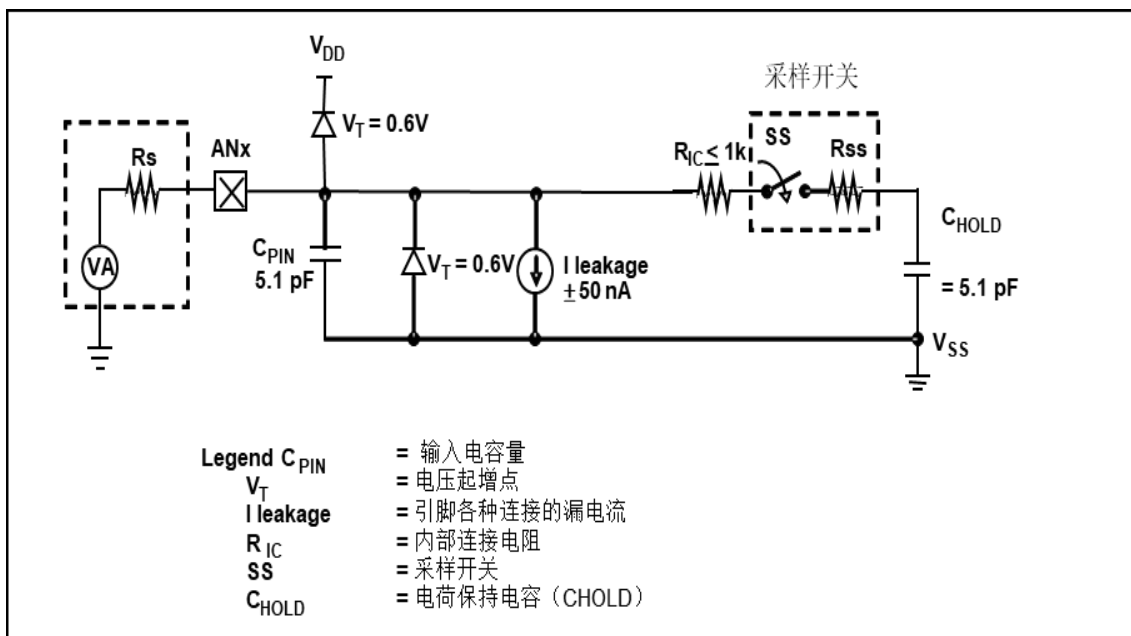 V_DD
采样开关
V_T = 0.6V
R_IC ≤ 1k
SS
Rss
Rs
ANx
C_HOLD
= 5.1 pF
C_PIN
5.1 pF
V_T = 0.6V
I leakage
± 50 nA
VA
V_SS
Legend C_PIN = 输入电容量
V_T = 电压起增点
I leakage = 引脚各种连接的漏电流
R_IC = 内部连接电阻
SS = 采样开关
C_HOLD = 电荷保持电容（CHOLD）